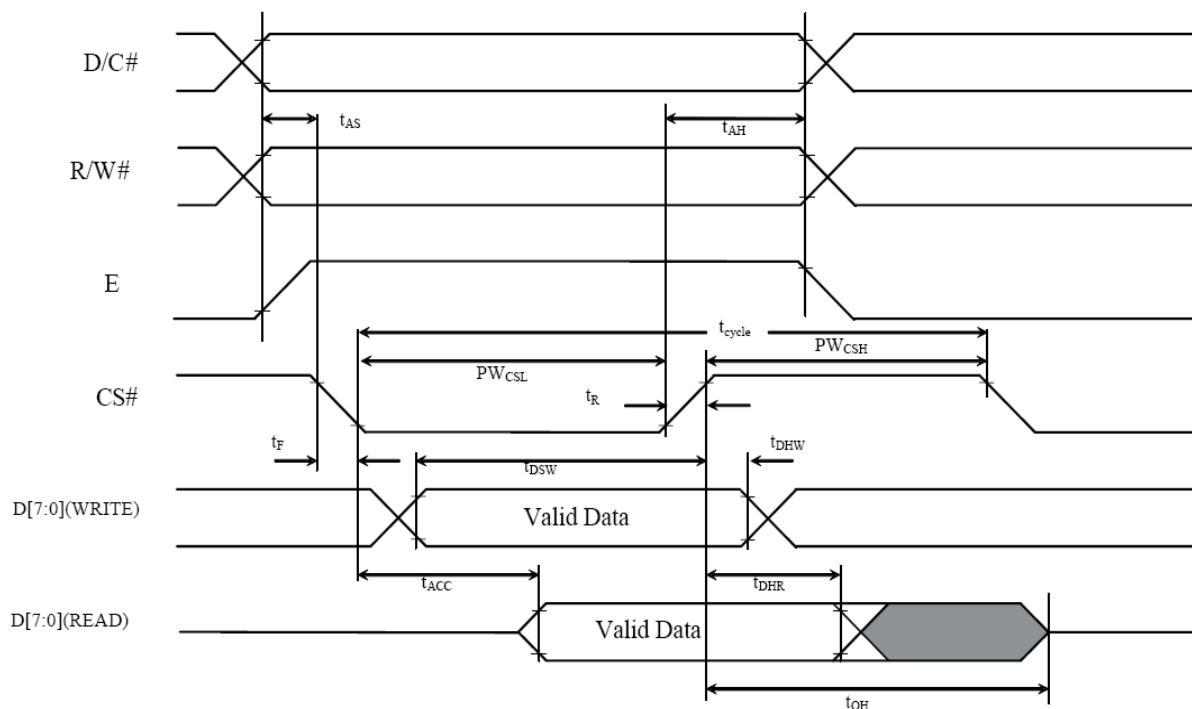 D/C#
tAS
tAH
R/W#
E
tcycle
PWCSL
PWCSH
CS#
tR
tF
tDSW
tDHW
D[7:0](WRITE)
Valid Data
tACC
tDHR
D[7:0](READ)
Valid Data
tOH